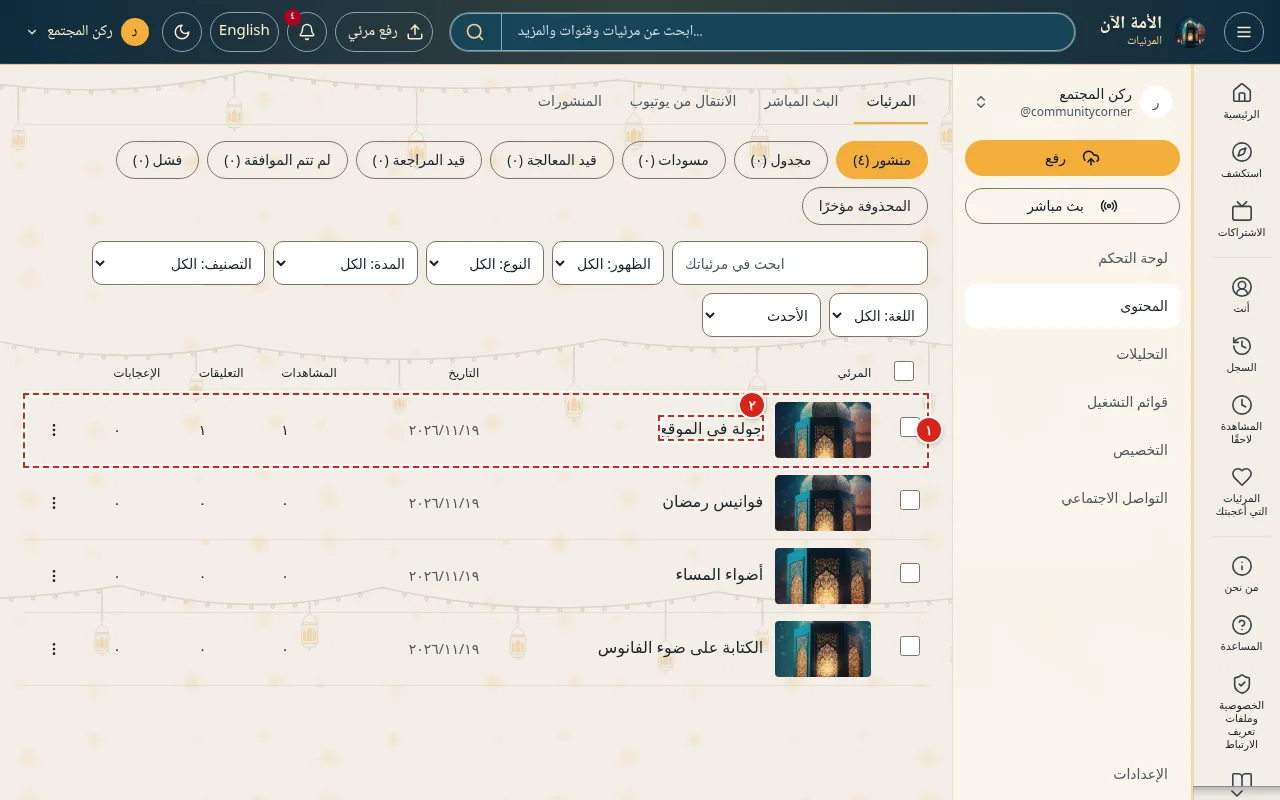 الأمة الآن
المرئيات
ابحث عن مرئيات وقنوات والمزيد...
رفع مرئي
٤
English
ر
ركن المجتمع
الرئيسية
استكشف
الاشتراكات
أنت
السجل
المشاهدة
لاحقًا
المرئيات
التي أعجبتك
من نحن
المساعدة
الخصوصية
وملفات
تعريف
الارتباط
ر
ركن المجتمع
@communitycorner
رفع
بث مباشر
لوحة التحكم
المحتوى
التحليلات
قوائم التشغيل
التخصيص
التواصل الاجتماعي
الإعدادات
المرئيات البث المباشر الانتقال من يوتيوب المنشورات
منشور (٤) مجدول (٠) مسودات (٠) قيد المعالجة (٠) قيد المراجعة (٠) لم تتم الموافقة (٠) فشل (٠)
المحذوفة مؤخرًا
ابحث في مرئياتك الظهور: الكل النوع: الكل المدة: الكل التصنيف: الكل
اللغة: الكل الأحدث
المرئي التاريخ المشاهدات التعليقات الإعجابات
١ ٢
جولة في الموقع ٢٠٢٦/١١/١٩ ١ ١ ٠
فوانيس رمضان ٢٠٢٦/١١/١٩ ٠ ٠ ٠
أضواء المساء ٢٠٢٦/١١/١٩ ٠ ٠ ٠
الكتابة على ضوء الفانوس ٢٠٢٦/١١/١٩ ٠ ٠ ٠